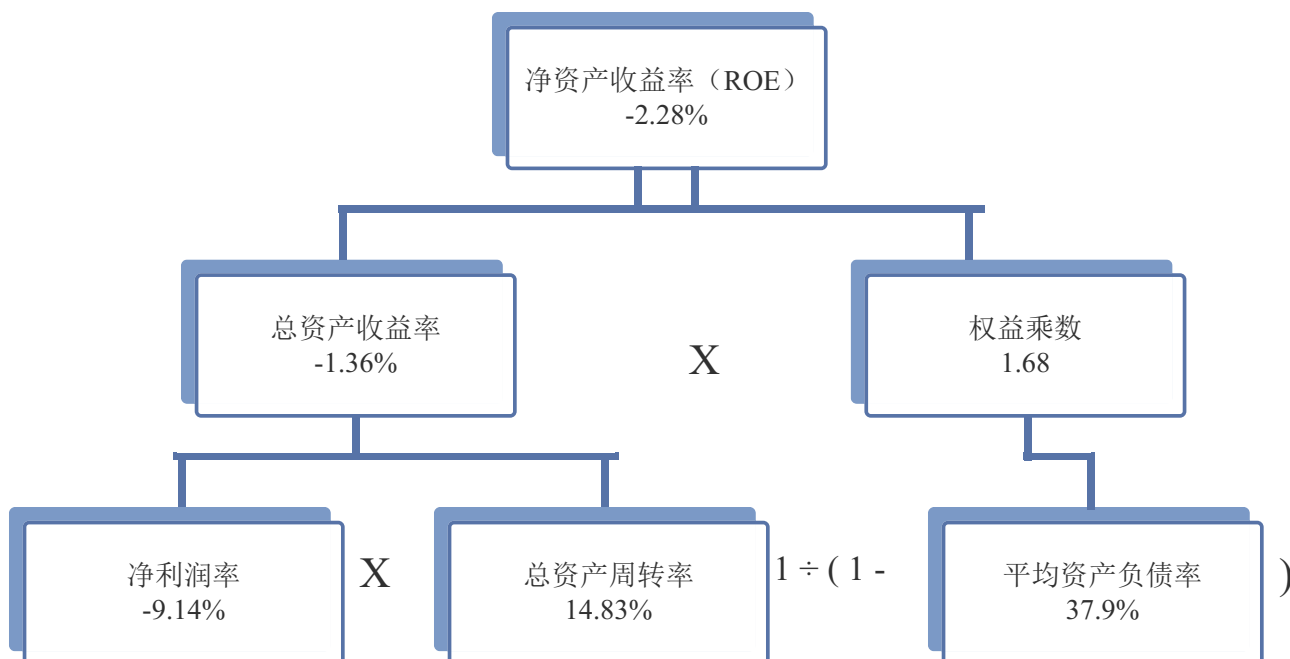 净资产收益率（ROE）
-2.28%
总资产收益率
-1.36%
X
权益乘数
1.68
净利润率
-9.14%
X
总资产周转率
14.83%
1 ÷ ( 1 -
平均资产负债率
37.9%
)